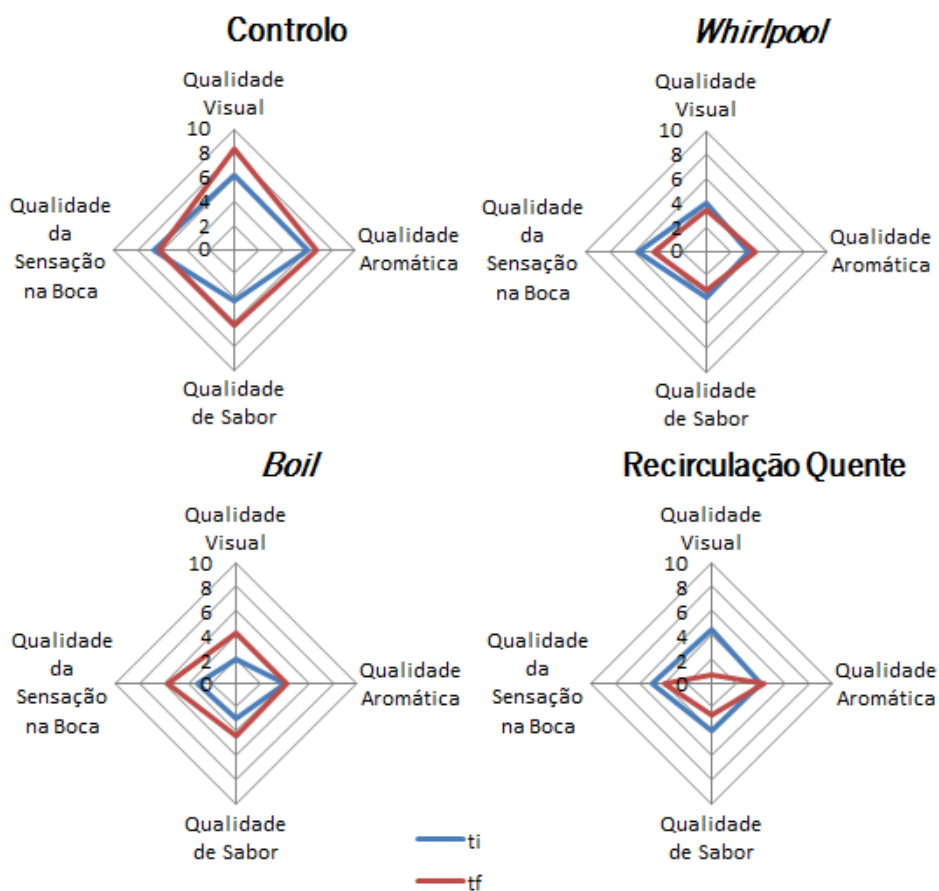 Controlo
Qualidade
Visual
10
8
6
4
2
0
Qualidade
da
Sensação
na Boca
Qualidade
Aromática
Qualidade
de Sabor
Whirlpool
Qualidade
Visual
10
8
6
4
2
0
Qualidade
da
Sensação
na Boca
Qualidade
Aromática
Qualidade
de Sabor
Boil
Qualidade
Visual
10
8
6
4
2
0
Qualidade
da
Sensação
na Boca
Qualidade
Aromática
Qualidade
de Sabor
Recirculação Quente
Qualidade
Visual
10
8
6
4
2
0
Qualidade
da
Sensação
na Boca
Qualidade
Aromática
Qualidade
de Sabor
ti
tf